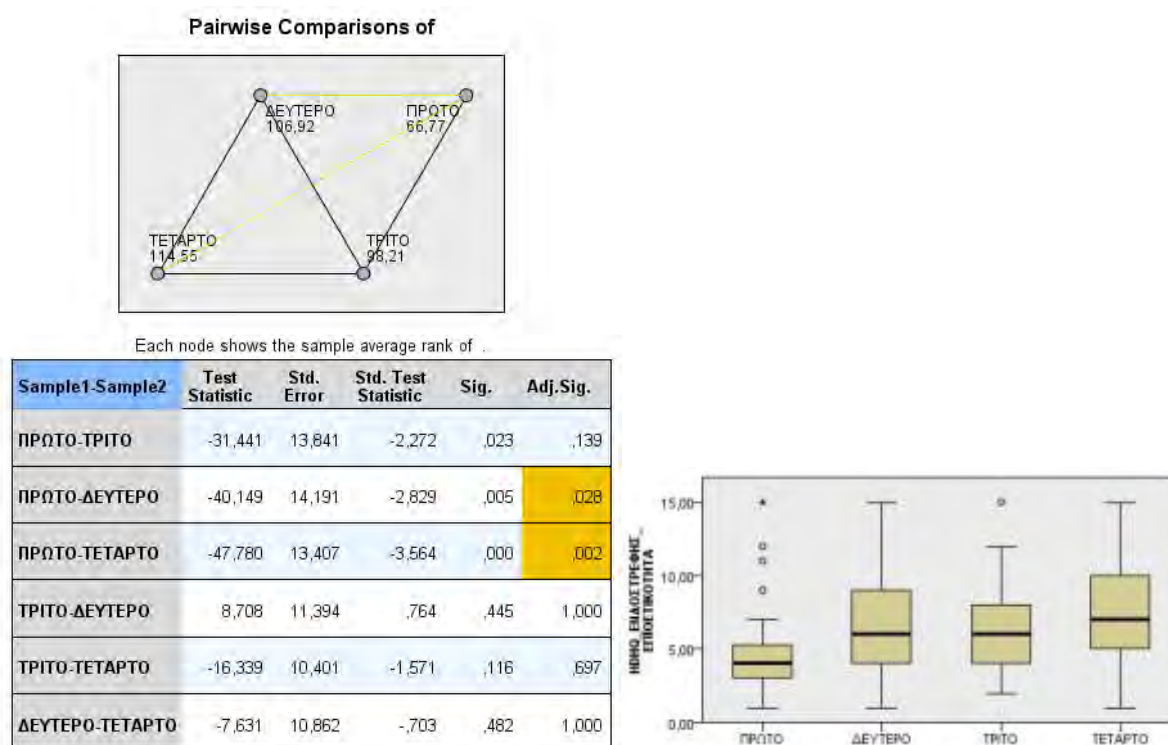 Pairwise Comparisons of
ΔΕΥΤΕΡΟ ΠΡΩΤΟ
106,92 66,77
ΤΕΤΑΡΤΟ ΤΡΙΤΟ
114,55 98,21
Each node shows the sample average rank of .
Sample1-Sample2 Test Statistic Std. Error Std. Test Statistic Sig. Adj.Sig.
ΠΡΩΤΟ-ΤΡΙΤΟ -31,441 13,841 -2,272 ,023 ,139
ΠΡΩΤΟ-ΔΕΥΤΕΡΟ -40,149 14,191 -2,829 ,005 ,028
ΠΡΩΤΟ-ΤΕΤΑΡΤΟ -47,780 13,407 -3,564 ,000 ,002
ΤΡΙΤΟ-ΔΕΥΤΕΡΟ 8,708 11,394 ,764 ,445 1,000
ΤΡΙΤΟ-ΤΕΤΑΡΤΟ -16,339 10,401 -1,571 ,116 ,697
ΔΕΥΤΕΡΟ-ΤΕΤΑΡΤΟ -7,631 10,862 -,703 ,482 1,000
HDHQ_ΕΝΔΟΣΤΡΕΦΗΣ_
ΕΠΙΘΕΤΙΚΟΤΗΤΑ
15,00
10,00
5,00
0,00
ΠΡΩΤΟ ΔΕΥΤΕΡΟ ΤΡΙΤΟ ΤΕΤΑΡΤΟ